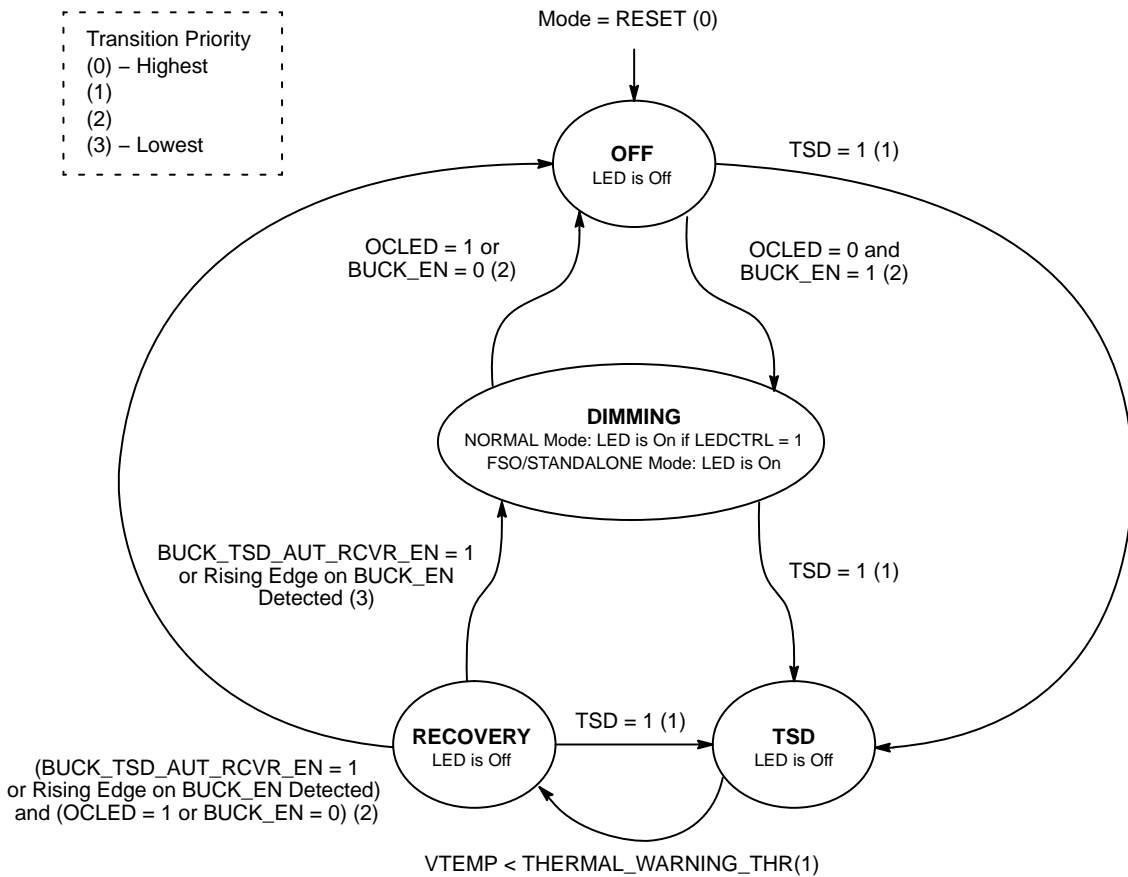 Mode = RESET (0)
Transition Priority
(0) – Highest
(1)
(2)
(3) – Lowest
OFF
LED is Off
TSD = 1 (1)
OCLED = 1 or
BUCK_EN = 0 (2)
OCLED = 0 and
BUCK_EN = 1 (2)
DIMMING
NORMAL Mode: LED is On if LEDCTRL = 1
FSO/STANDALONE Mode: LED is On
BUCK_TSD_AUT_RCVR_EN = 1
or Rising Edge on BUCK_EN
Detected (3)
TSD = 1 (1)
RECOVERY
LED is Off
TSD = 1 (1)
TSD
LED is Off
(BUCK_TSD_AUT_RCVR_EN = 1
or Rising Edge on BUCK_EN Detected)
and (OCLED = 1 or BUCK_EN = 0) (2)
VTEMP < THERMAL_WARNING_THR(1)